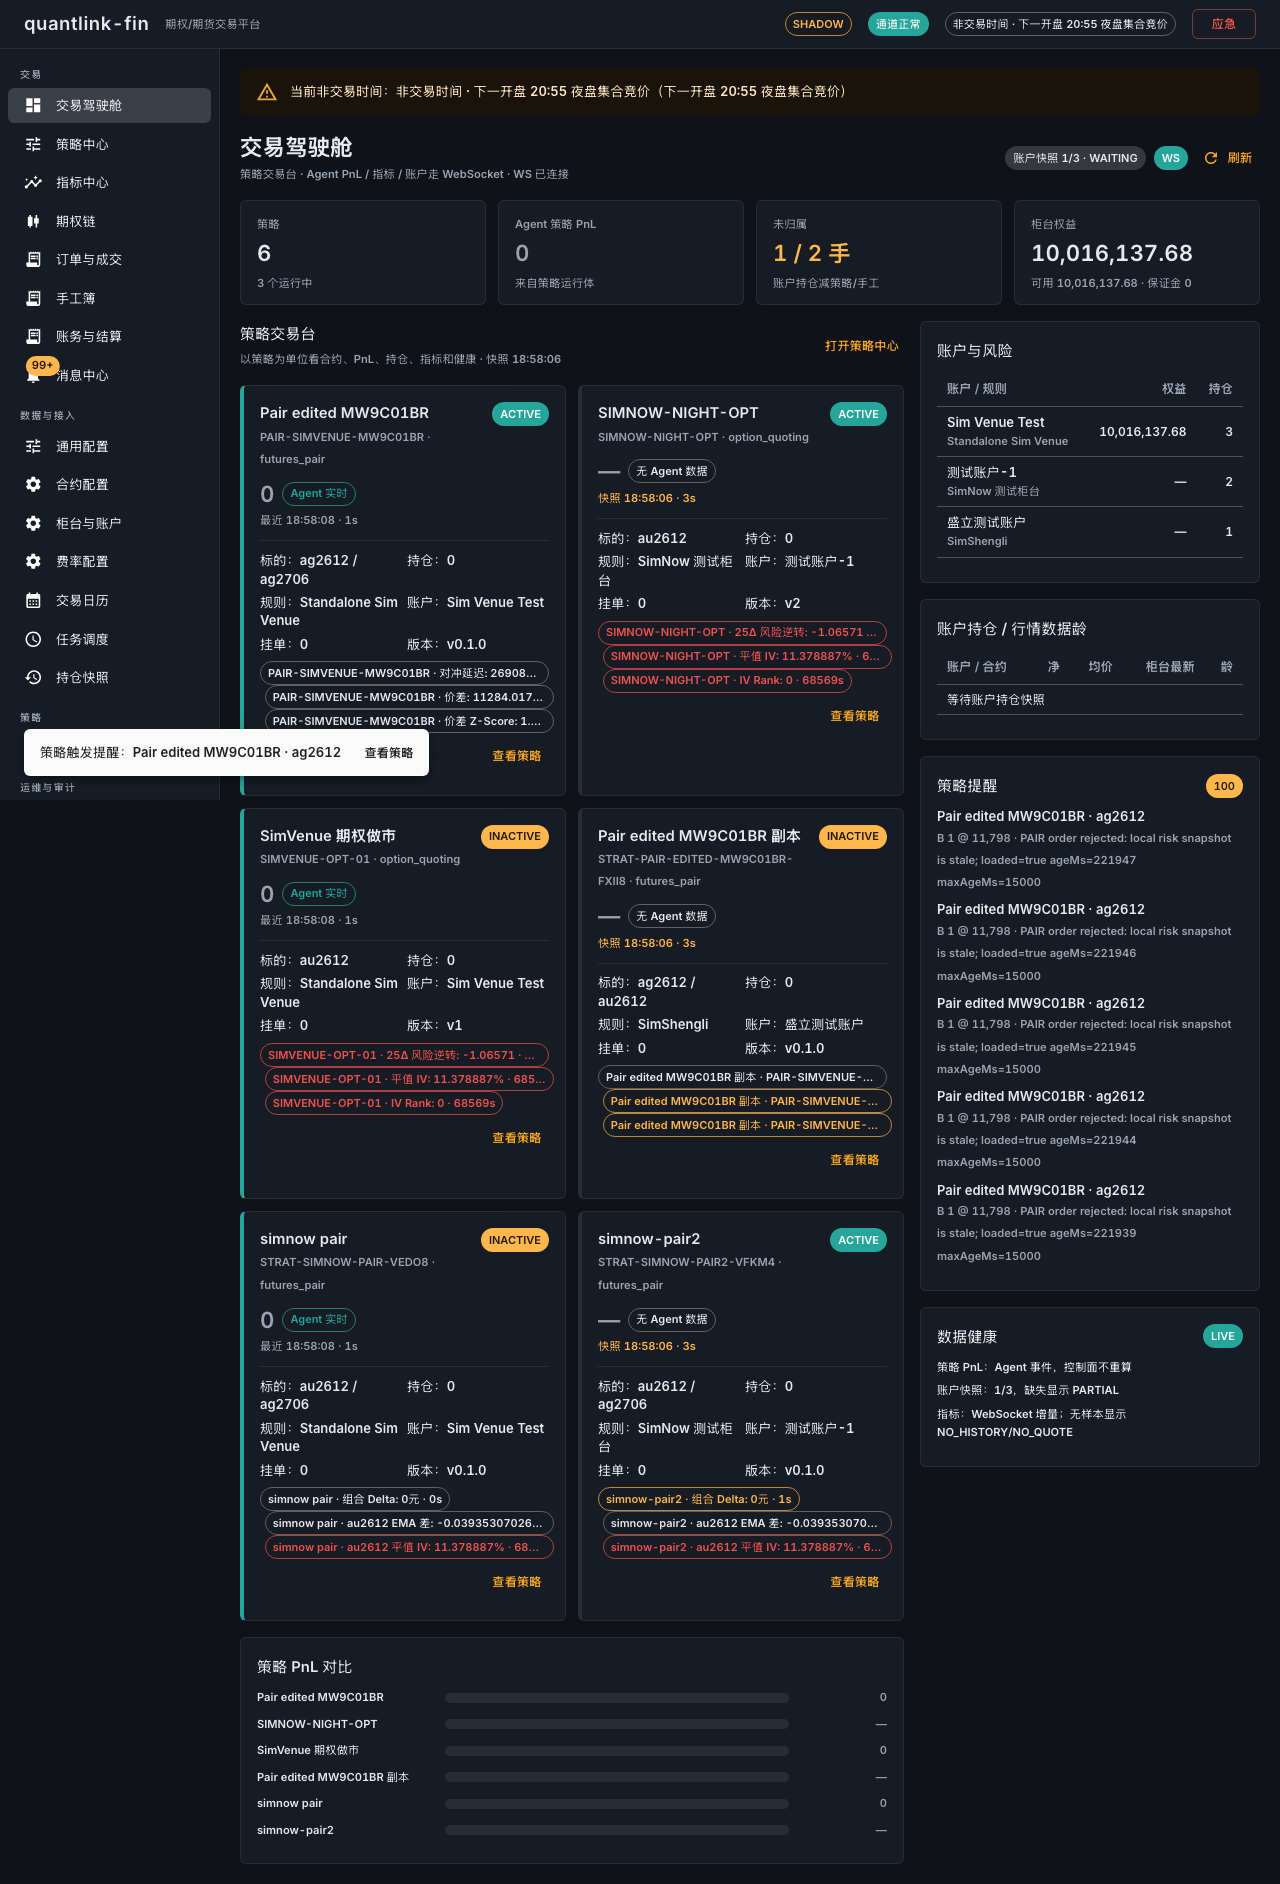 quantlink-fin 期权/期货交易平台 SHADOW 通道正常 非交易时间 · 下一开盘 20:55 夜盘集合竞价 应急
交易
交易驾驶舱
策略中心
指标中心
期权链
订单与成交
手工簿
账务与结算
99+
消息中心
数据与接入
通用配置
合约配置
柜台与账户
费率配置
交易日历
任务调度
持仓快照
策略
运维与审计
策略触发提醒：Pair edited MW9C01BR · ag2612 查看策略
当前非交易时间：非交易时间 · 下一开盘 20:55 夜盘集合竞价（下一开盘 20:55 夜盘集合竞价）
交易驾驶舱
策略交易台 · Agent PnL / 指标 / 账户走 WebSocket · WS 已连接
账户快照 1/3 · WAITING WS 刷新
策略
6
3 个运行中
Agent 策略 PnL
0
来自策略运行体
未归属
1 / 2 手
账户持仓减策略/手工
柜台权益
10,016,137.68
可用 10,016,137.68 · 保证金 0
策略交易台
以策略为单位看合约、PnL、持仓、指标和健康 · 快照 18:58:06
打开策略中心
Pair edited MW9C01BR ACTIVE
PAIR-SIMVENUE-MW9C01BR ·
futures_pair
0 Agent 实时
最近 18:58:08 · 1s
标的：ag2612 / 持仓：0
ag2706
规则：Standalone Sim 账户：Sim Venue Test
Venue
挂单：0 版本：v0.1.0
PAIR-SIMVENUE-MW9C01BR · 对冲延迟: 26908...
PAIR-SIMVENUE-MW9C01BR · 价差: 11284.017...
PAIR-SIMVENUE-MW9C01BR · 价差 Z-Score: 1....
查看策略
SIMNOW-NIGHT-OPT ACTIVE
SIMNOW-NIGHT-OPT · option_quoting
— 无 Agent 数据
快照 18:58:06 · 3s
标的：au2612 持仓：0
规则：SimNow 测试柜 账户：测试账户-1
台
挂单：0 版本：v2
SIMNOW-NIGHT-OPT · 25Δ 风险逆转: -1.06571 ...
SIMNOW-NIGHT-OPT · 平值 IV: 11.378887% · 6...
SIMNOW-NIGHT-OPT · IV Rank: 0 · 68569s
查看策略
SimVenue 期权做市 INACTIVE
SIMVENUE-OPT-01 · option_quoting
0 Agent 实时
最近 18:58:08 · 1s
标的：au2612 持仓：0
规则：Standalone Sim 账户：Sim Venue Test
Venue
挂单：0 版本：v1
SIMVENUE-OPT-01 · 25Δ 风险逆转: -1.06571 · ...
SIMVENUE-OPT-01 · 平值 IV: 11.378887% · 685...
SIMVENUE-OPT-01 · IV Rank: 0 · 68569s
查看策略
Pair edited MW9C01BR 副本 INACTIVE
STRAT-PAIR-EDITED-MW9C01BR-
FXII8 · futures_pair
— 无 Agent 数据
快照 18:58:06 · 3s
标的：ag2612 / 持仓：0
au2612
规则：SimShengli 账户：盛立测试账户
挂单：0 版本：v0.1.0
Pair edited MW9C01BR 副本 · PAIR-SIMVENUE-...
Pair edited MW9C01BR 副本 · PAIR-SIMVENUE-...
Pair edited MW9C01BR 副本 · PAIR-SIMVENUE-...
查看策略
simnow pair INACTIVE
STRAT-SIMNOW-PAIR-VEDO8 ·
futures_pair
0 Agent 实时
最近 18:58:08 · 1s
标的：au2612 / 持仓：0
ag2706
规则：Standalone Sim 账户：Sim Venue Test
Venue
挂单：0 版本：v0.1.0
simnow pair · 组合 Delta: 0元 · 0s
simnow pair · au2612 EMA 差: -0.03935307026...
simnow pair · au2612 平值 IV: 11.378887% · 68...
查看策略
simnow-pair2 ACTIVE
STRAT-SIMNOW-PAIR2-VFKM4 ·
futures_pair
— 无 Agent 数据
快照 18:58:06 · 3s
标的：au2612 / 持仓：0
ag2706
规则：SimNow 测试柜 账户：测试账户-1
台
挂单：0 版本：v0.1.0
simnow-pair2 · 组合 Delta: 0元 · 1s
simnow-pair2 · au2612 EMA 差: -0.039353070...
simnow-pair2 · au2612 平值 IV: 11.378887% · 6...
查看策略
策略 PnL 对比
Pair edited MW9C01BR 0
SIMNOW-NIGHT-OPT —
SimVenue 期权做市 0
Pair edited MW9C01BR 副本 —
simnow pair 0
simnow-pair2 —
账户与风险
账户 / 规则 权益 持仓
Sim Venue Test 10,016,137.68 3
Standalone Sim Venue
测试账户-1 — 2
SimNow 测试柜台
盛立测试账户 — 1
SimShengli
账户持仓 / 行情数据龄
账户 / 合约 净 均价 柜台最新 龄
等待账户持仓快照
策略提醒 100
Pair edited MW9C01BR · ag2612
B 1 @ 11,798 · PAIR order rejected: local risk snapshot
is stale; loaded=true ageMs=221947
maxAgeMs=15000
Pair edited MW9C01BR · ag2612
B 1 @ 11,798 · PAIR order rejected: local risk snapshot
is stale; loaded=true ageMs=221946
maxAgeMs=15000
Pair edited MW9C01BR · ag2612
B 1 @ 11,798 · PAIR order rejected: local risk snapshot
is stale; loaded=true ageMs=221945
maxAgeMs=15000
Pair edited MW9C01BR · ag2612
B 1 @ 11,798 · PAIR order rejected: local risk snapshot
is stale; loaded=true ageMs=221944
maxAgeMs=15000
Pair edited MW9C01BR · ag2612
B 1 @ 11,798 · PAIR order rejected: local risk snapshot
is stale; loaded=true ageMs=221939
maxAgeMs=15000
数据健康 LIVE
策略 PnL：Agent 事件，控制面不重算
账户快照：1/3，缺失显示 PARTIAL
指标：WebSocket 增量；无样本显示
NO_HISTORY/NO_QUOTE